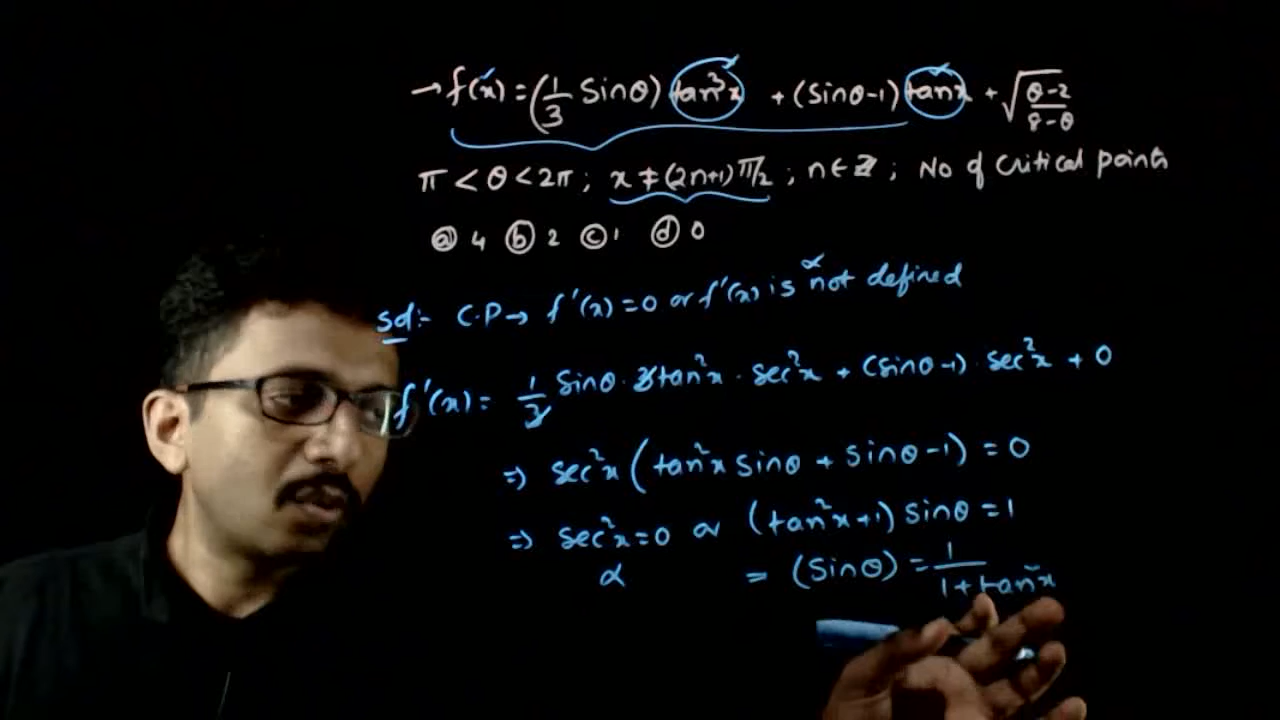 → f(x) = (1/3 Sinθ) tan³x + (sinθ-1) tanx + √(θ-2/8-θ)
π < θ < 2π ; x ≠ (2n+1) π/2 ; n ∈ Z ; No of critical points
ⓐ 4 ⓑ 2 ⓒ 1 ⓓ 0
Sol:- C.P → f'(x) = 0 or f'(x) is not defined
f'(x) = 1/3 Sinθ · 3tan²x · sec²x + (sinθ-1) · sec²x + 0
⇒ sec²x (tan²x sinθ + sinθ - 1) = 0
⇒ sec²x = 0 or (tan²x+1) sinθ = 1
α = (Sinθ) = 1/1+tan²x